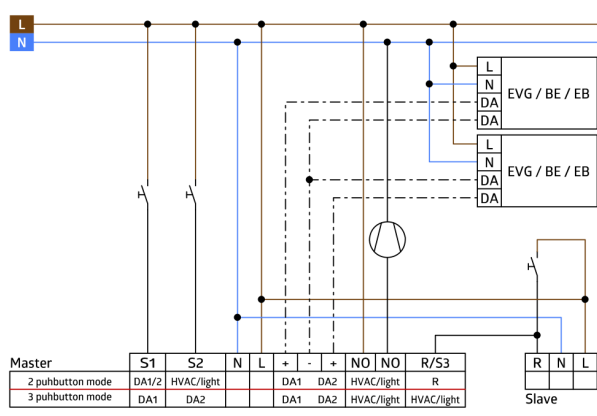 L
N
L
N
DA
DA
EVG / BE / EB
L
N
DA
DA
EVG / BE / EB
Master S1 S2 N L + - + NO NO R/S3
2 puhbutton mode DA1/2 HVAC/light DA1 DA2 HVAC/light R
3 puhbutton mode DA1 DA2 DA1 DA2 HVAC/light HVAC/light
R N L
Slave